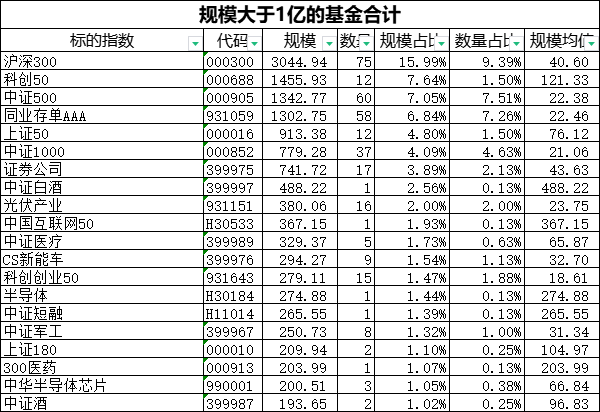 规模大于1亿的基金合计
标的指数 代码 规模 数量 规模占比 数量占比 规模均值
沪深300 000300 3044.94 75 15.99% 9.39% 40.60
科创50 000688 1455.93 12 7.64% 1.50% 121.33
中证500 000905 1342.77 60 7.05% 7.51% 22.38
同业存单AAA 931059 1302.75 58 6.84% 7.26% 22.46
上证50 000016 913.38 12 4.80% 1.50% 76.12
中证1000 000852 779.28 37 4.09% 4.63% 21.06
证券公司 399975 741.72 17 3.89% 2.13% 43.63
中证白酒 399997 488.22 1 2.56% 0.13% 488.22
光伏产业 931151 380.06 16 2.00% 2.00% 23.75
中国互联网50 H30533 367.15 1 1.93% 0.13% 367.15
中证医疗 399989 329.37 5 1.73% 0.63% 65.87
CS新能车 399976 294.27 9 1.54% 1.13% 32.70
科创创业50 931643 279.11 15 1.47% 1.88% 18.61
半导体 H30184 274.88 1 1.44% 0.13% 274.88
中证短融 H11014 265.55 1 1.39% 0.13% 265.55
中证军工 399967 250.73 8 1.32% 1.00% 31.34
上证180 000010 209.94 2 1.10% 0.25% 104.97
300医药 000913 203.99 1 1.07% 0.13% 203.99
中华半导体芯片 990001 200.51 3 1.05% 0.38% 66.84
中证酒 399987 193.65 2 1.02% 0.25% 96.83